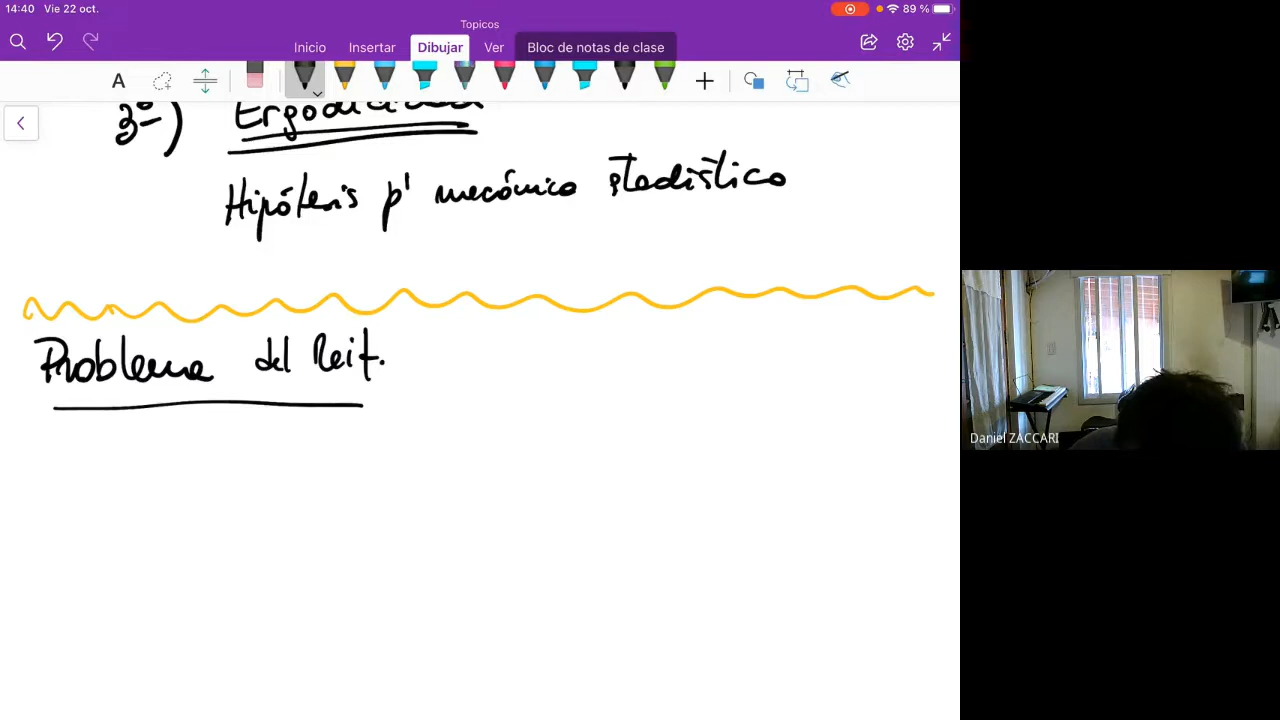 14:40 Vie 22 oct. 89 %
Topicos
Inicio Insertar Dibujar Ver Bloc de notas de clase
A
3º-) Ergodicidad
Hipótesis p' mecánica estadística
Problema del Reif.
Daniel ZACCARI